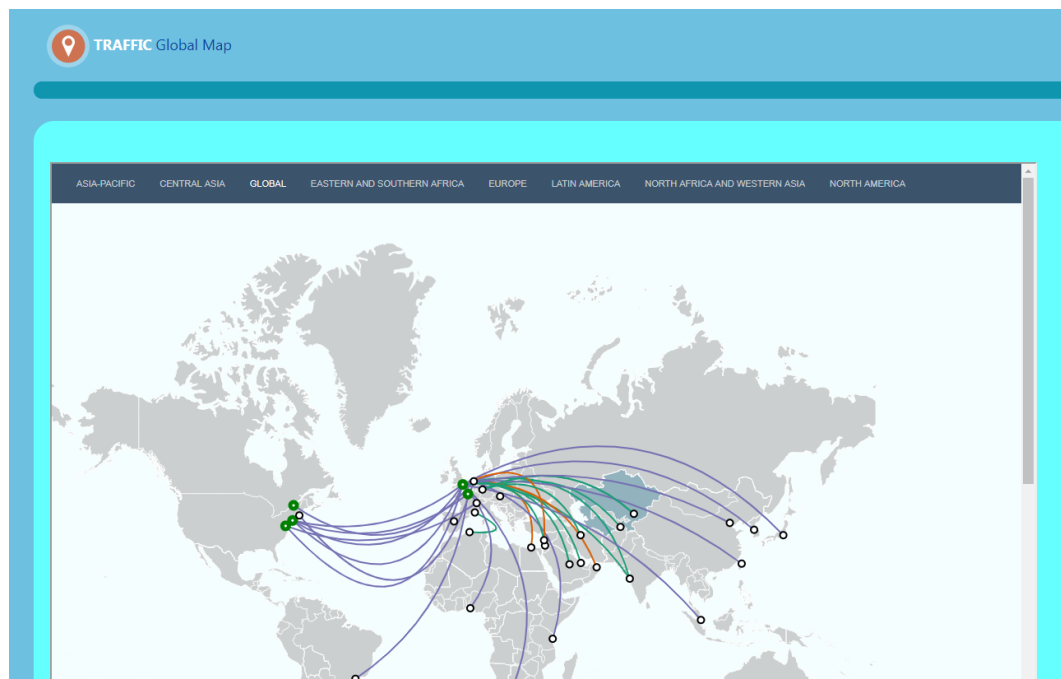 TRAFFIC Global Map
ASIA-PACIFIC CENTRAL ASIA GLOBAL EASTERN AND SOUTHERN AFRICA EUROPE LATIN AMERICA NORTH AFRICA AND WESTERN ASIA NORTH AMERICA